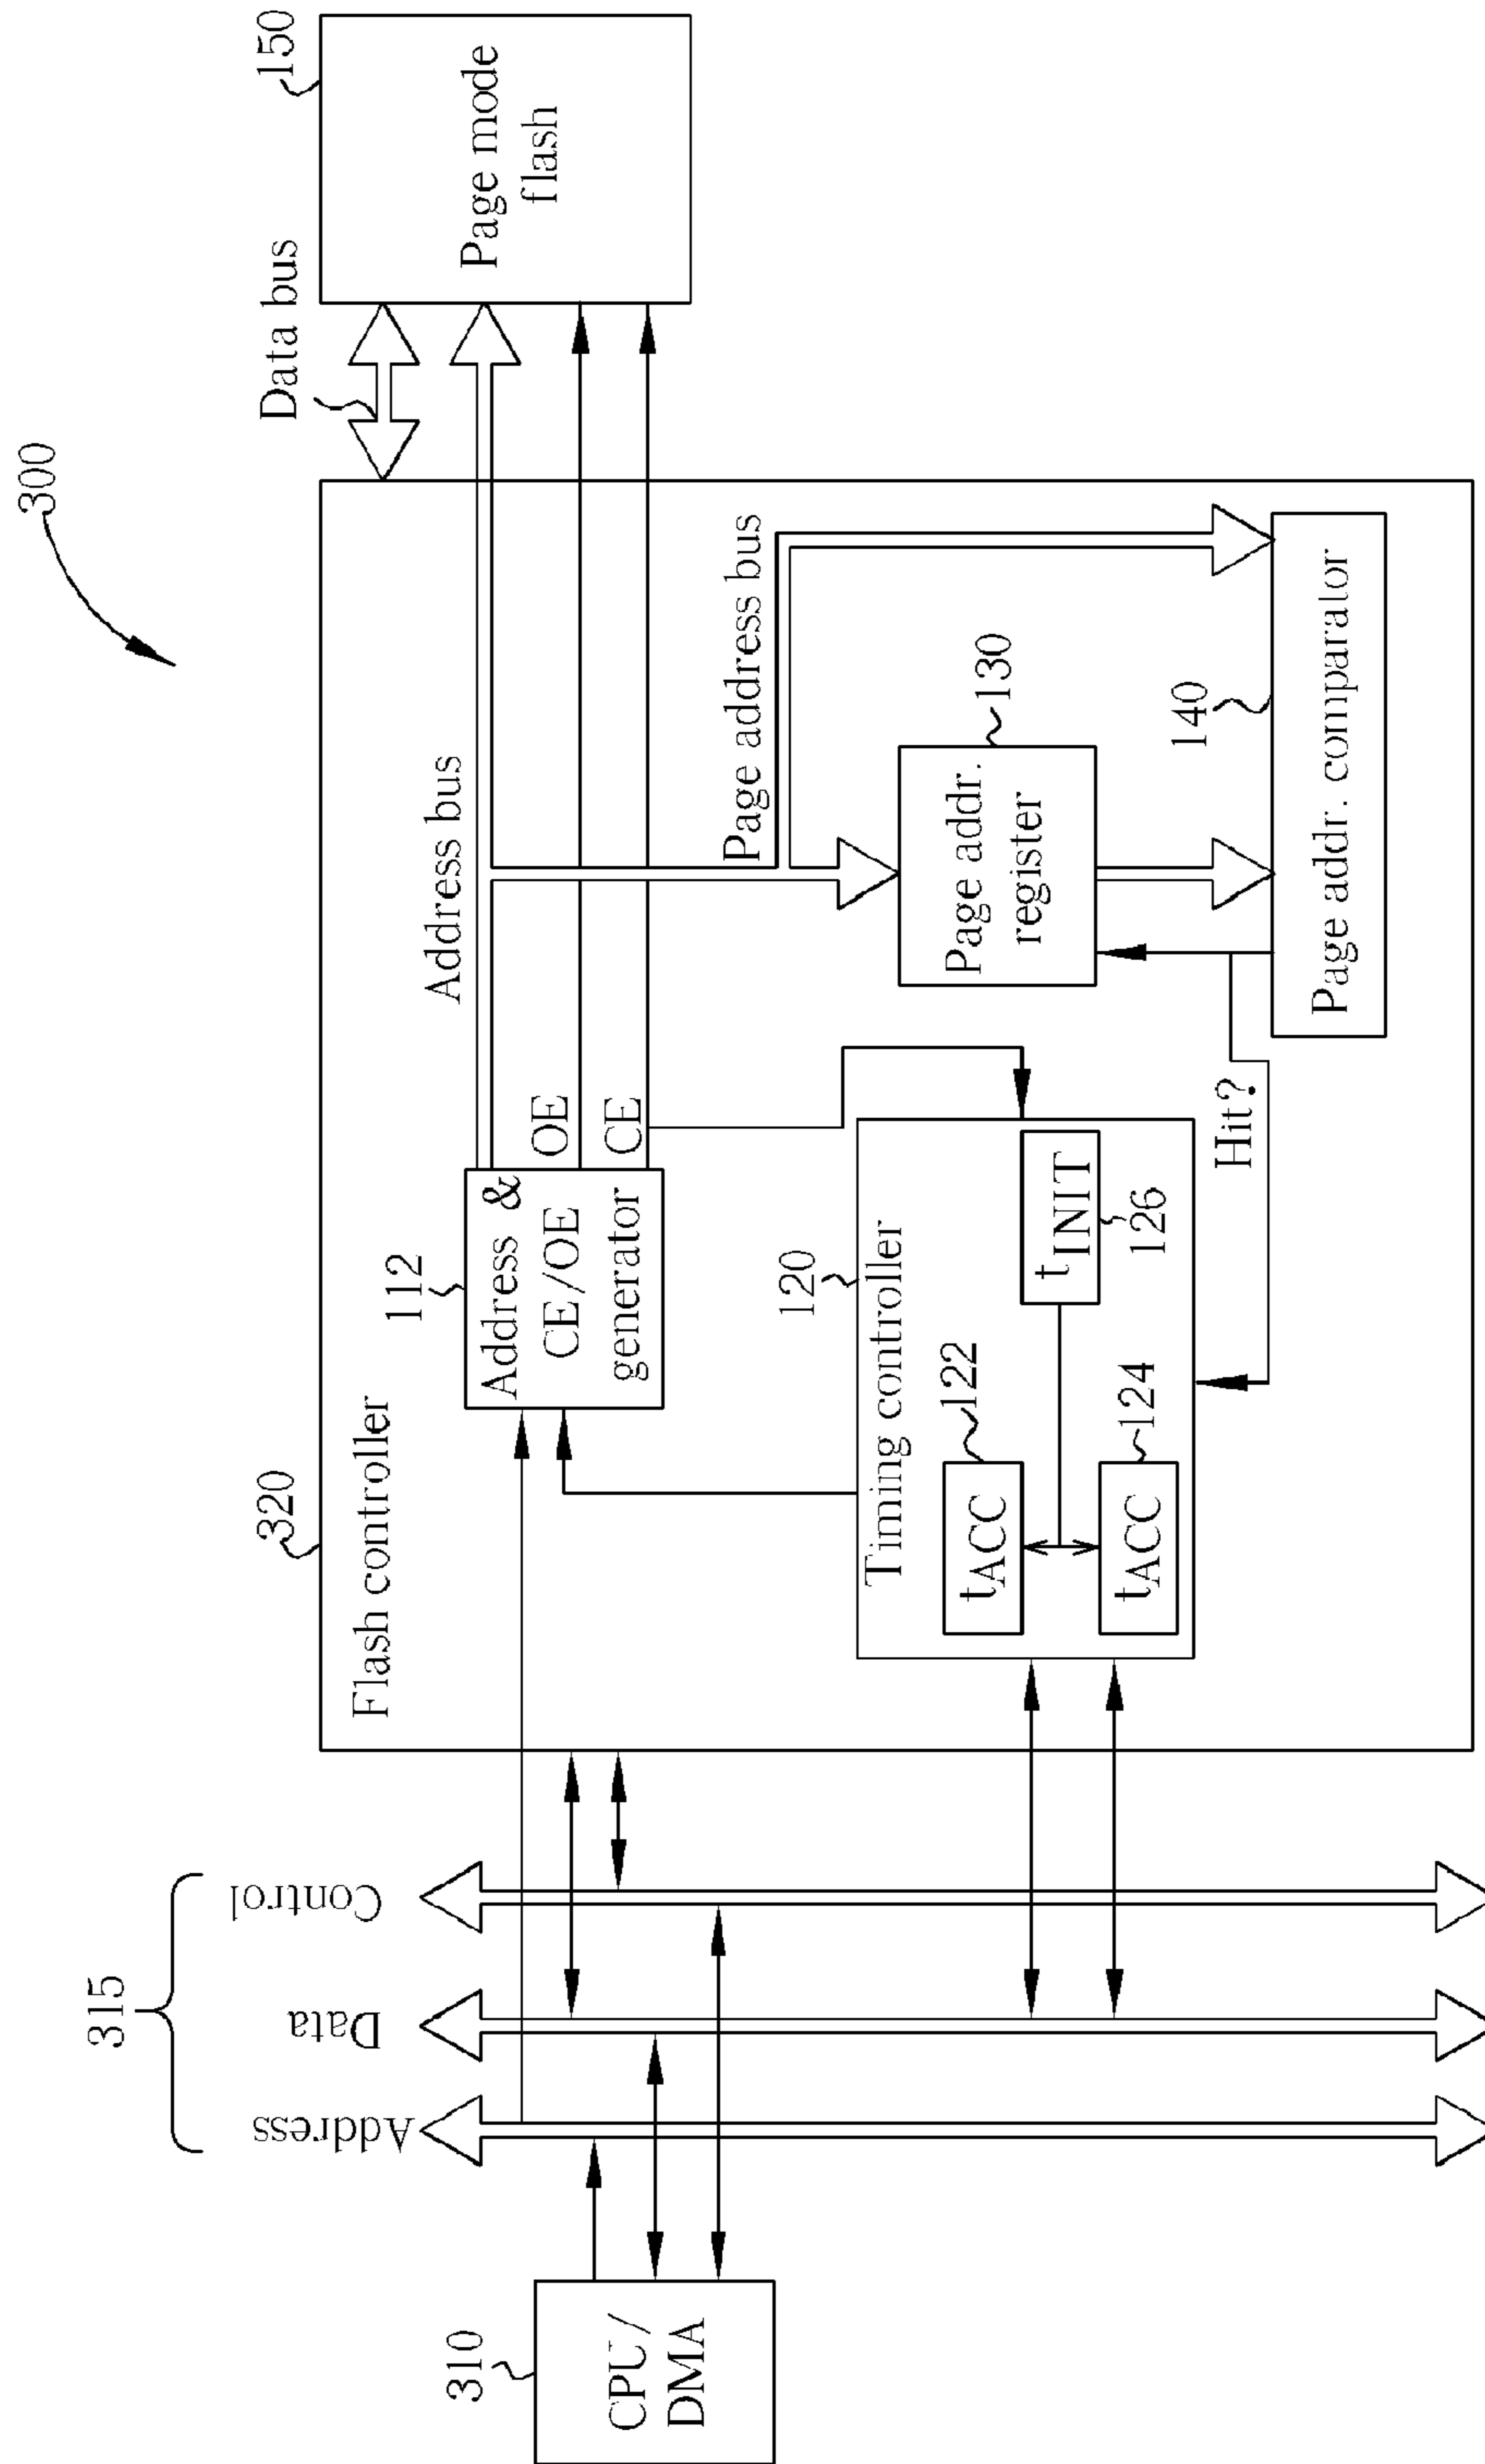 300
315
Address
Data
Control
310
CPU/
DMA
320
Flash controller
112
Address &
CE/OE
generator
OE
CE
Address bus
Data bus
150
Page mode
flash
Page address bus
120
Timing controller
122
tACC
124
tACC
tINIT
126
130
Page addr.
register
Hit?
140
Page addr. comparator